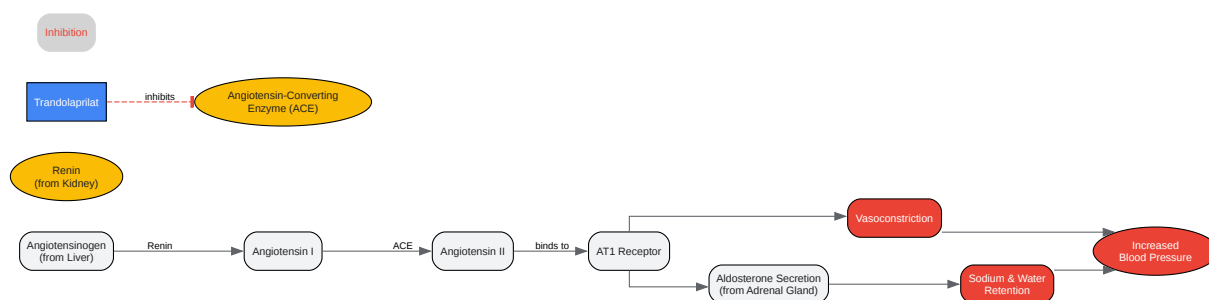 Inhibition
Trandolaprilat
inhibits
Angiotensin-Converting
Enzyme (ACE)
Renin
(from Kidney)
Angiotensinogen
(from Liver)
Renin
Angiotensin I
ACE
Angiotensin II
binds to
AT1 Receptor
Vasoconstriction
Aldosterone Secretion
(from Adrenal Gland)
Sodium & Water
Retention
Increased
Blood Pressure